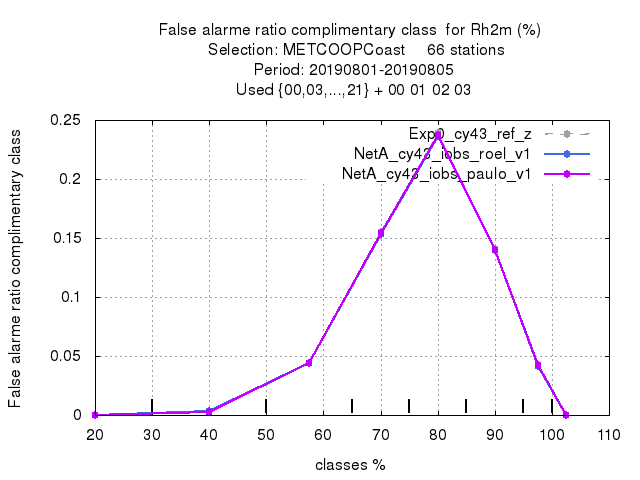 False alarme ratio complimentary class  for Rh2m (%)
Selection: METCOOPCoast     66 stations
Period: 20190801-20190805
Used {00,03,...,21} + 00 01 02 03
False alarme ratio complimentary class
0.25
0.2
0.15
0.1
0.05
0
Exp0_cy43_ref_z
NetA_cy43_iobs_roel_v1
NetA_cy43_iobs_paulo_v1
20 30 40 50 60 70 80 90 100 110
classes %